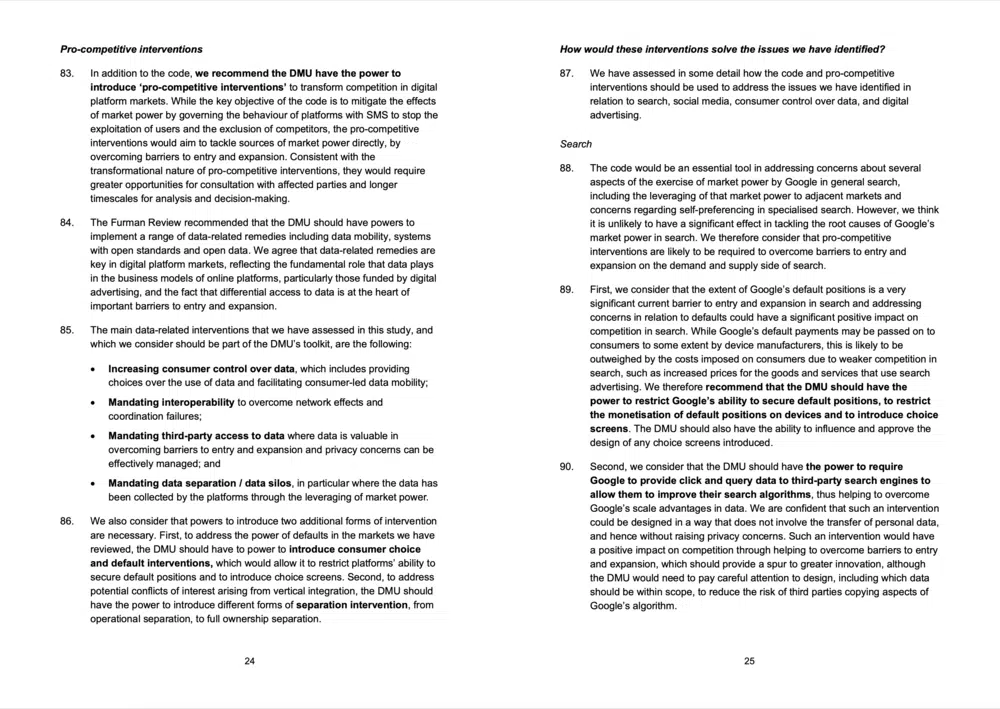 Pro-competitive interventions
83. In addition to the code, we recommend the DMU have the power to
introduce ‘pro-competitive interventions’ to transform competition in digital
platform markets. While the key objective of the code is to mitigate the effects
of market power by governing the behaviour of platforms with SMS to stop the
exploitation of users and the exclusion of competitors, the pro-competitive
interventions would aim to tackle sources of market power directly, by
overcoming barriers to entry and expansion. Consistent with the
transformational nature of pro-competitive interventions, they would require
greater opportunities for consultation with affected parties and longer
timescales for analysis and decision-making.
84. The Furman Review recommended that the DMU should have powers to
implement a range of data-related remedies including data mobility, systems
with open standards and open data. We agree that data-related remedies are
key in digital platform markets, reflecting the fundamental role that data plays
in the business models of online platforms, particularly those funded by digital
advertising, and the fact that differential access to data is at the heart of
important barriers to entry and expansion.
85. The main data-related interventions that we have assessed in this study, and
which we consider should be part of the DMU’s toolkit, are the following:
• Increasing consumer control over data, which includes providing
choices over the use of data and facilitating consumer-led data mobility;
• Mandating interoperability to overcome network effects and
coordination failures;
• Mandating third-party access to data where data is valuable in
overcoming barriers to entry and expansion and privacy concerns can be
effectively managed; and
• Mandating data separation / data silos, in particular where the data has
been collected by the platforms through the leveraging of market power.
86. We also consider that powers to introduce two additional forms of intervention
are necessary. First, to address the power of defaults in the markets we have
reviewed, the DMU should have to power to introduce consumer choice
and default interventions, which would allow it to restrict platforms’ ability to
secure default positions and to introduce choice screens. Second, to address
potential conflicts of interest arising from vertical integration, the DMU should
have the power to introduce different forms of separation intervention, from
operational separation, to full ownership separation.
24
How would these interventions solve the issues we have identified?
87. We have assessed in some detail how the code and pro-competitive
interventions should be used to address the issues we have identified in
relation to search, social media, consumer control over data, and digital
advertising.
Search
88. The code would be an essential tool in addressing concerns about several
aspects of the exercise of market power by Google in general search,
including the leveraging of that market power to adjacent markets and
concerns regarding self-preferencing in specialised search. However, we think
it is unlikely to have a significant effect in tackling the root causes of Google’s
market power in search. We therefore consider that pro-competitive
interventions are likely to be required to overcome barriers to entry and
expansion on the demand and supply side of search.
89. First, we consider that the extent of Google’s default positions is a very
significant current barrier to entry and expansion in search and addressing
concerns in relation to defaults could have a significant positive impact on
competition in search. While Google’s default payments may be passed on to
consumers to some extent by device manufacturers, this is likely to be
outweighed by the costs imposed on consumers due to weaker competition in
search, such as increased prices for the goods and services that use search
advertising. We therefore recommend that the DMU should have the
power to restrict Google’s ability to secure default positions, to restrict
the monetisation of default positions on devices and to introduce choice
screens. The DMU should also have the ability to influence and approve the
design of any choice screens introduced.
90. Second, we consider that the DMU should have the power to require
Google to provide click and query data to third-party search engines to
allow them to improve their search algorithms, thus helping to overcome
Google’s scale advantages in data. We are confident that such an intervention
could be designed in a way that does not involve the transfer of personal data,
and hence without raising privacy concerns. Such an intervention would have
a positive impact on competition through helping to overcome barriers to entry
and expansion, which should provide a spur to greater innovation, although
the DMU would need to pay careful attention to design, including which data
should be within scope, to reduce the risk of third parties copying aspects of
Google’s algorithm.
25